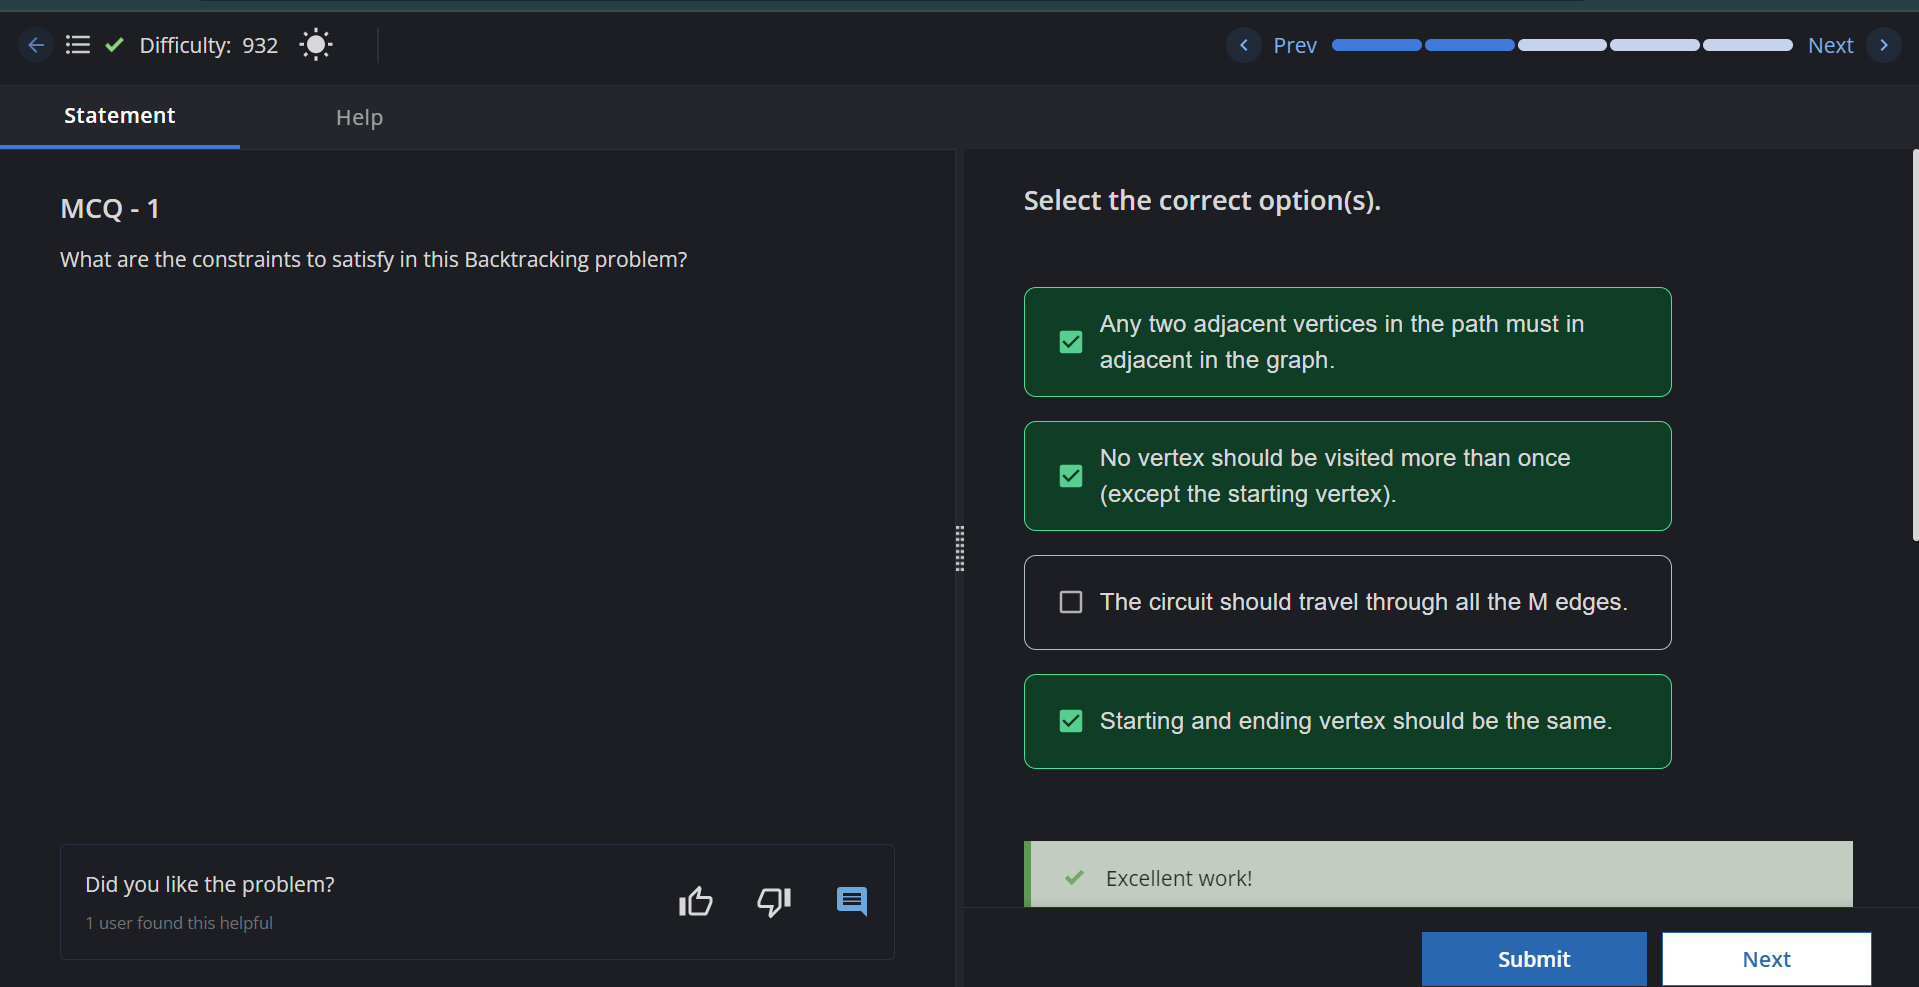 Difficulty: 932
Prev
Next
Statement
Help
MCQ - 1
What are the constraints to satisfy in this Backtracking problem?
Did you like the problem?
1 user found this helpful
Select the correct option(s).
Any two adjacent vertices in the path must in
adjacent in the graph.
No vertex should be visited more than once
(except the starting vertex).
The circuit should travel through all the M edges.
Starting and ending vertex should be the same.
Excellent work!
Submit
Next